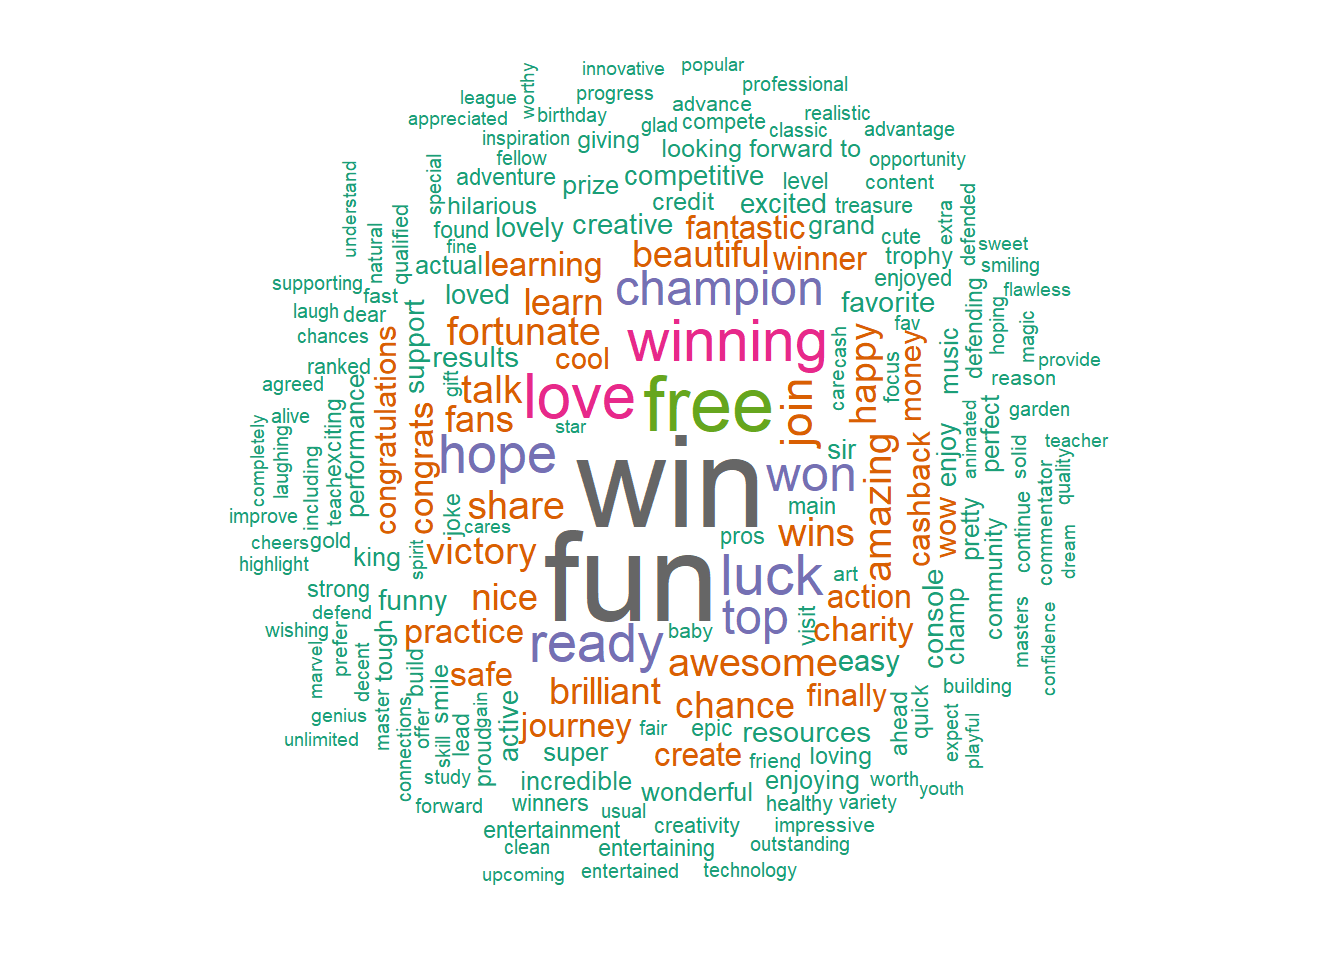 innovative
popular
worthy
professional
league
progress
advance
appreciated
birthday
glad
compete
realistic
classic
advantage
inspiration
giving
looking forward to
fellow
opportunity
special
adventure
prize
competitive
level
content
understand
hilarious
credit
excited
treasure
extra
defended
natural
qualified
found
lovely
creative
fantastic
grand
cute
sweet
fine
actual
learning
beautiful
winner
trophy
smiling
supporting
fast
loved
learn
champion
enjoyed
flawless
laugh
dear
support
favorite
defending
hoping
magic
chances
fortunate
winning
fav
results
cool
care
cash
happy
money
focus
music
provide
ranked
congratulations
gift
talk
love
free
join
reason
agreed
performance
fans
star
animated
perfect
garden
alive
exciting
congrats
hope
win
won
sir
amazing
cashback
enjoy
solid
teacher
completely
laughing
including
teach
joke
share
main
wow
pretty
quality
improve
cares
pros
wins
continue
commentator
cheers
gold
king
spirit
victory
fun
luck
art
community
dream
highlight
strong
funny
nice
top
visit
action
console
champ
defend
wishing
practice
ready
baby
charity
masters
confidence
marvel
prefer
decent
tough
build
safe
awesome
easy
smile
brilliant
chance
finally
building
genius
master
connections
offer
skill
lead
proud
gain
active
journey
fair
epic
resources
ahead
quick
expect
playful
unlimited
super
create
friend
loving
study
incredible
wonderful
enjoying
worth
youth
forward
winners
usual
healthy
variety
entertainment
creativity
impressive
clean
entertaining
outstanding
upcoming
entertained
technology